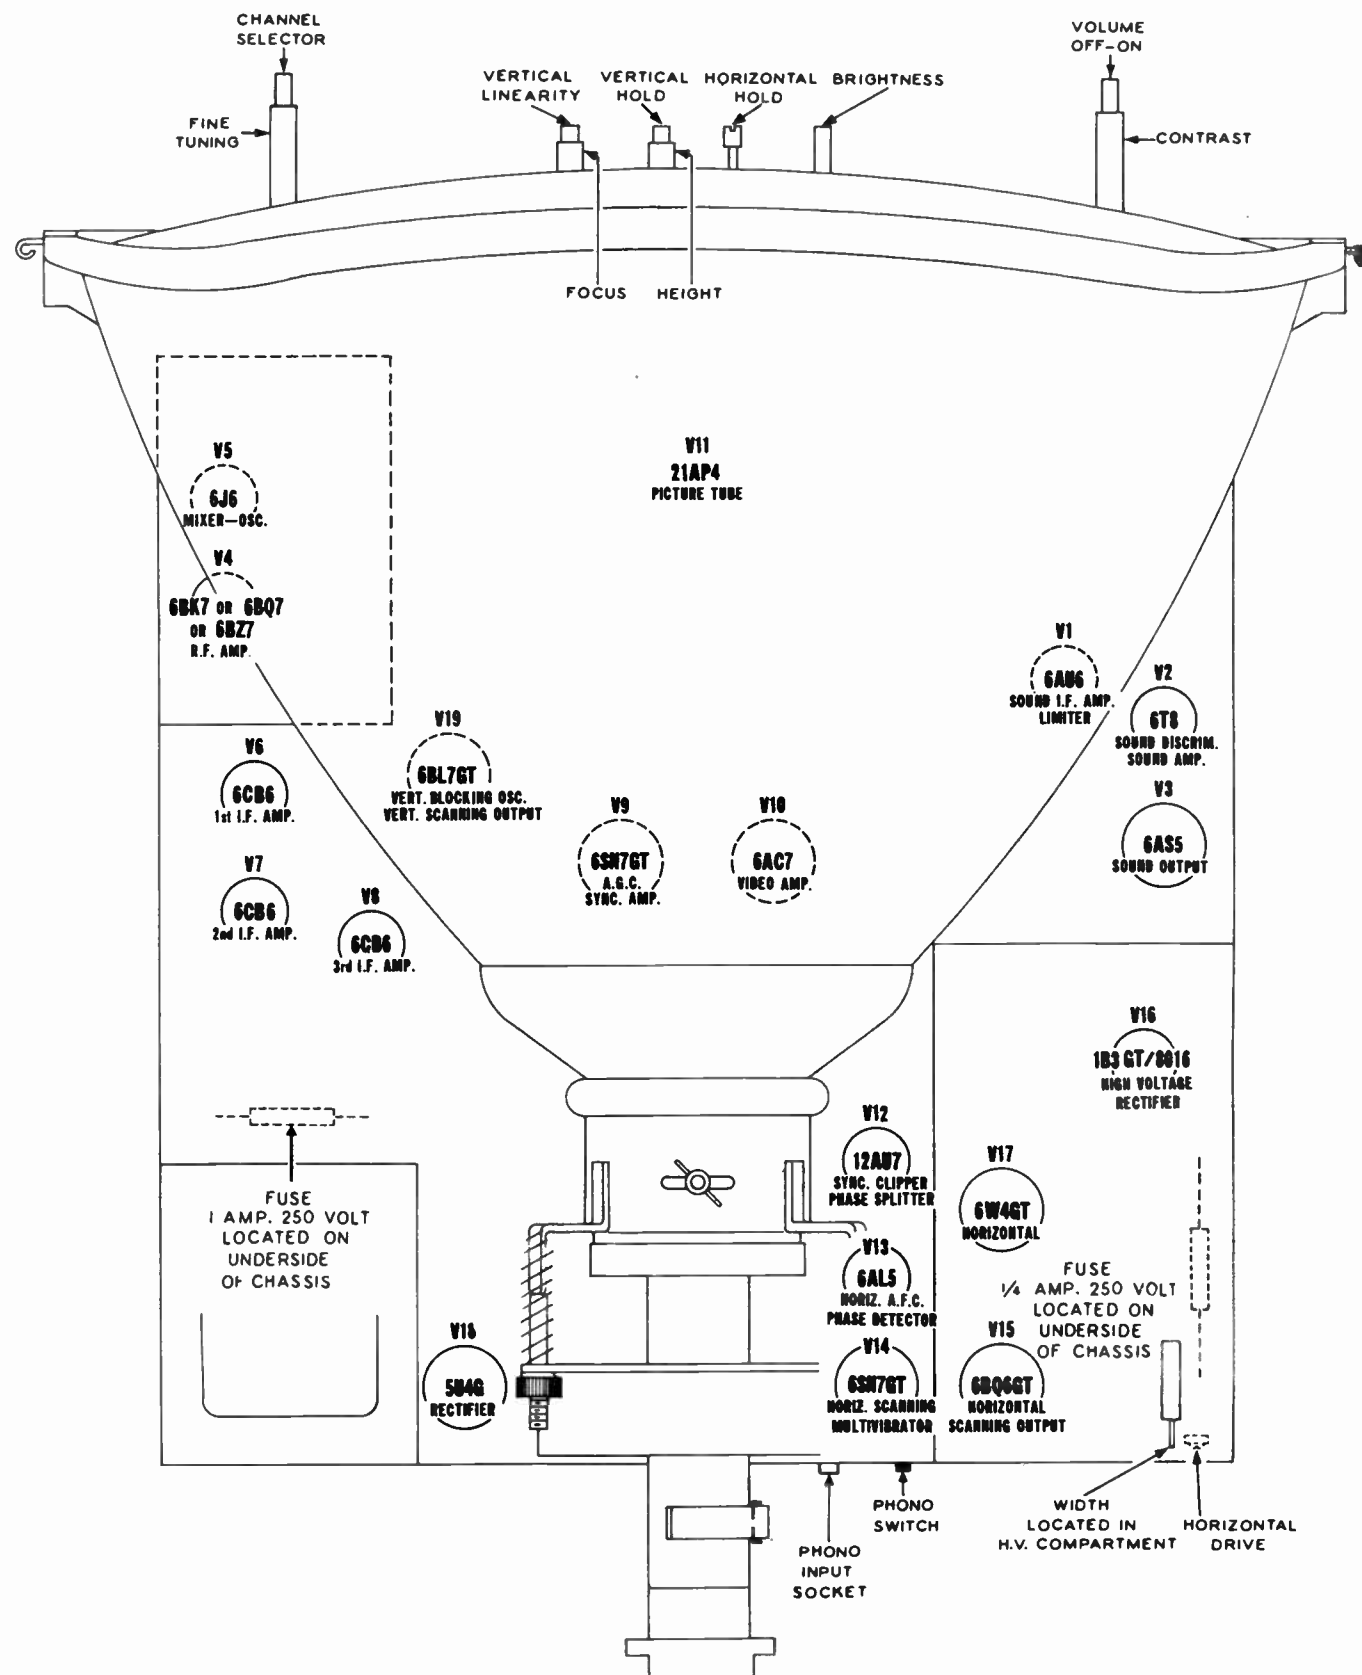 CHANNEL
SELECTOR
VOLUME
OFF-ON
VERTICAL
LINEARITY
VERTICAL
HOLD
HORIZONTAL
HOLD
BRIGHTNESS
FINE
TUNING
CONTRAST
FOCUS
HEIGHT
V5
6J6
MIXER-OSC.
V11
21AP4
PICTURE TUBE
V4
6BK7 OR 6BQ7
OR 6BZ7
R.F. AMP.
V1
6AU6
SOUND I.F. AMP.
LIMITER
V2
6T8
SOUND DISCRIM.
SOUND AMP.
V19
6BL7GT
VERT. BLOCKING OSC.
VERT. SCANNING OUTPUT
V6
6CB6
1st I.F. AMP.
V9
6SN7GT
A.G.C.
SYNC. AMP.
V10
6AC7
VIDEO AMP.
V3
6AS5
SOUND OUTPUT
V7
6CB6
2nd I.F. AMP.
V8
6CB6
3rd I.F. AMP.
V16
1B3 GT/8016
HIGH VOLTAGE
RECTIFIER
V12
12AU7
SYNC. CLIPPER
PHASE SPLITTER
V17
6W4GT
HORIZONTAL
FUSE
1 AMP. 250 VOLT
LOCATED ON
UNDERSIDE
OF CHASSIS
V13
6AL5
HORIZ. A.F.C.
PHASE DETECTOR
FUSE
1/4 AMP. 250 VOLT
LOCATED ON
UNDERSIDE
OF CHASSIS
V18
5U4G
RECTIFIER
V14
6SN7GT
HORIZ. SCANNING
MULTIVIBRATOR
V15
6BQ6GT
HORIZONTAL
SCANNING OUTPUT
PHONO
INPUT
SOCKET
PHONO
SWITCH
WIDTH
LOCATED IN
H.V. COMPARTMENT
HORIZONTAL
DRIVE